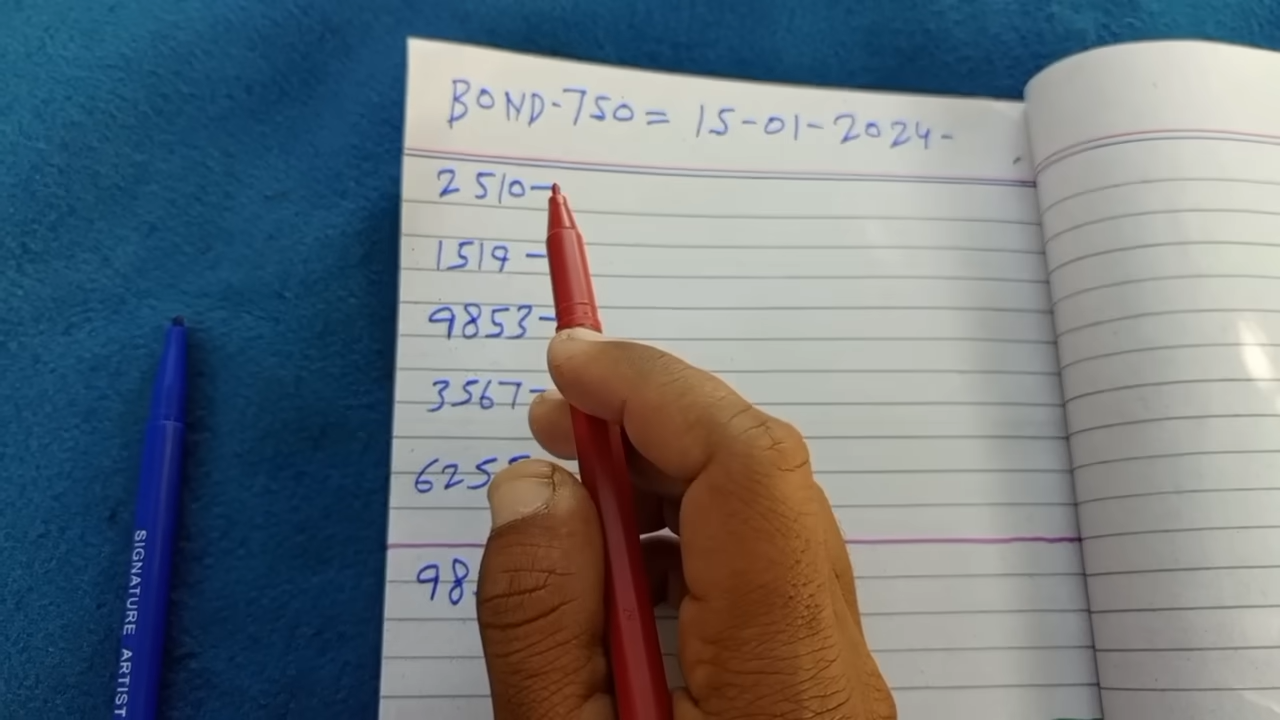 BOND-750= 15-01-2024-
2510-
1519-
9853-
3567-
SIGNATURE ARTIST